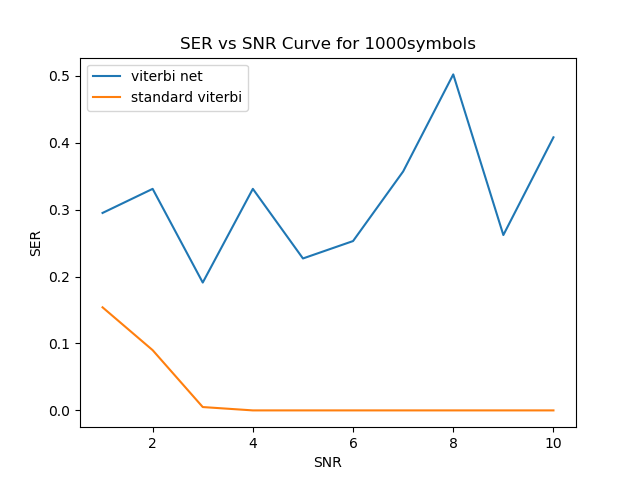 SER vs SNR Curve for 1000symbols
viterbi net
standard viterbi
0.5
0.4
0.3
0.2
0.1
0.0
SER
2 4 6 8 10
SNR